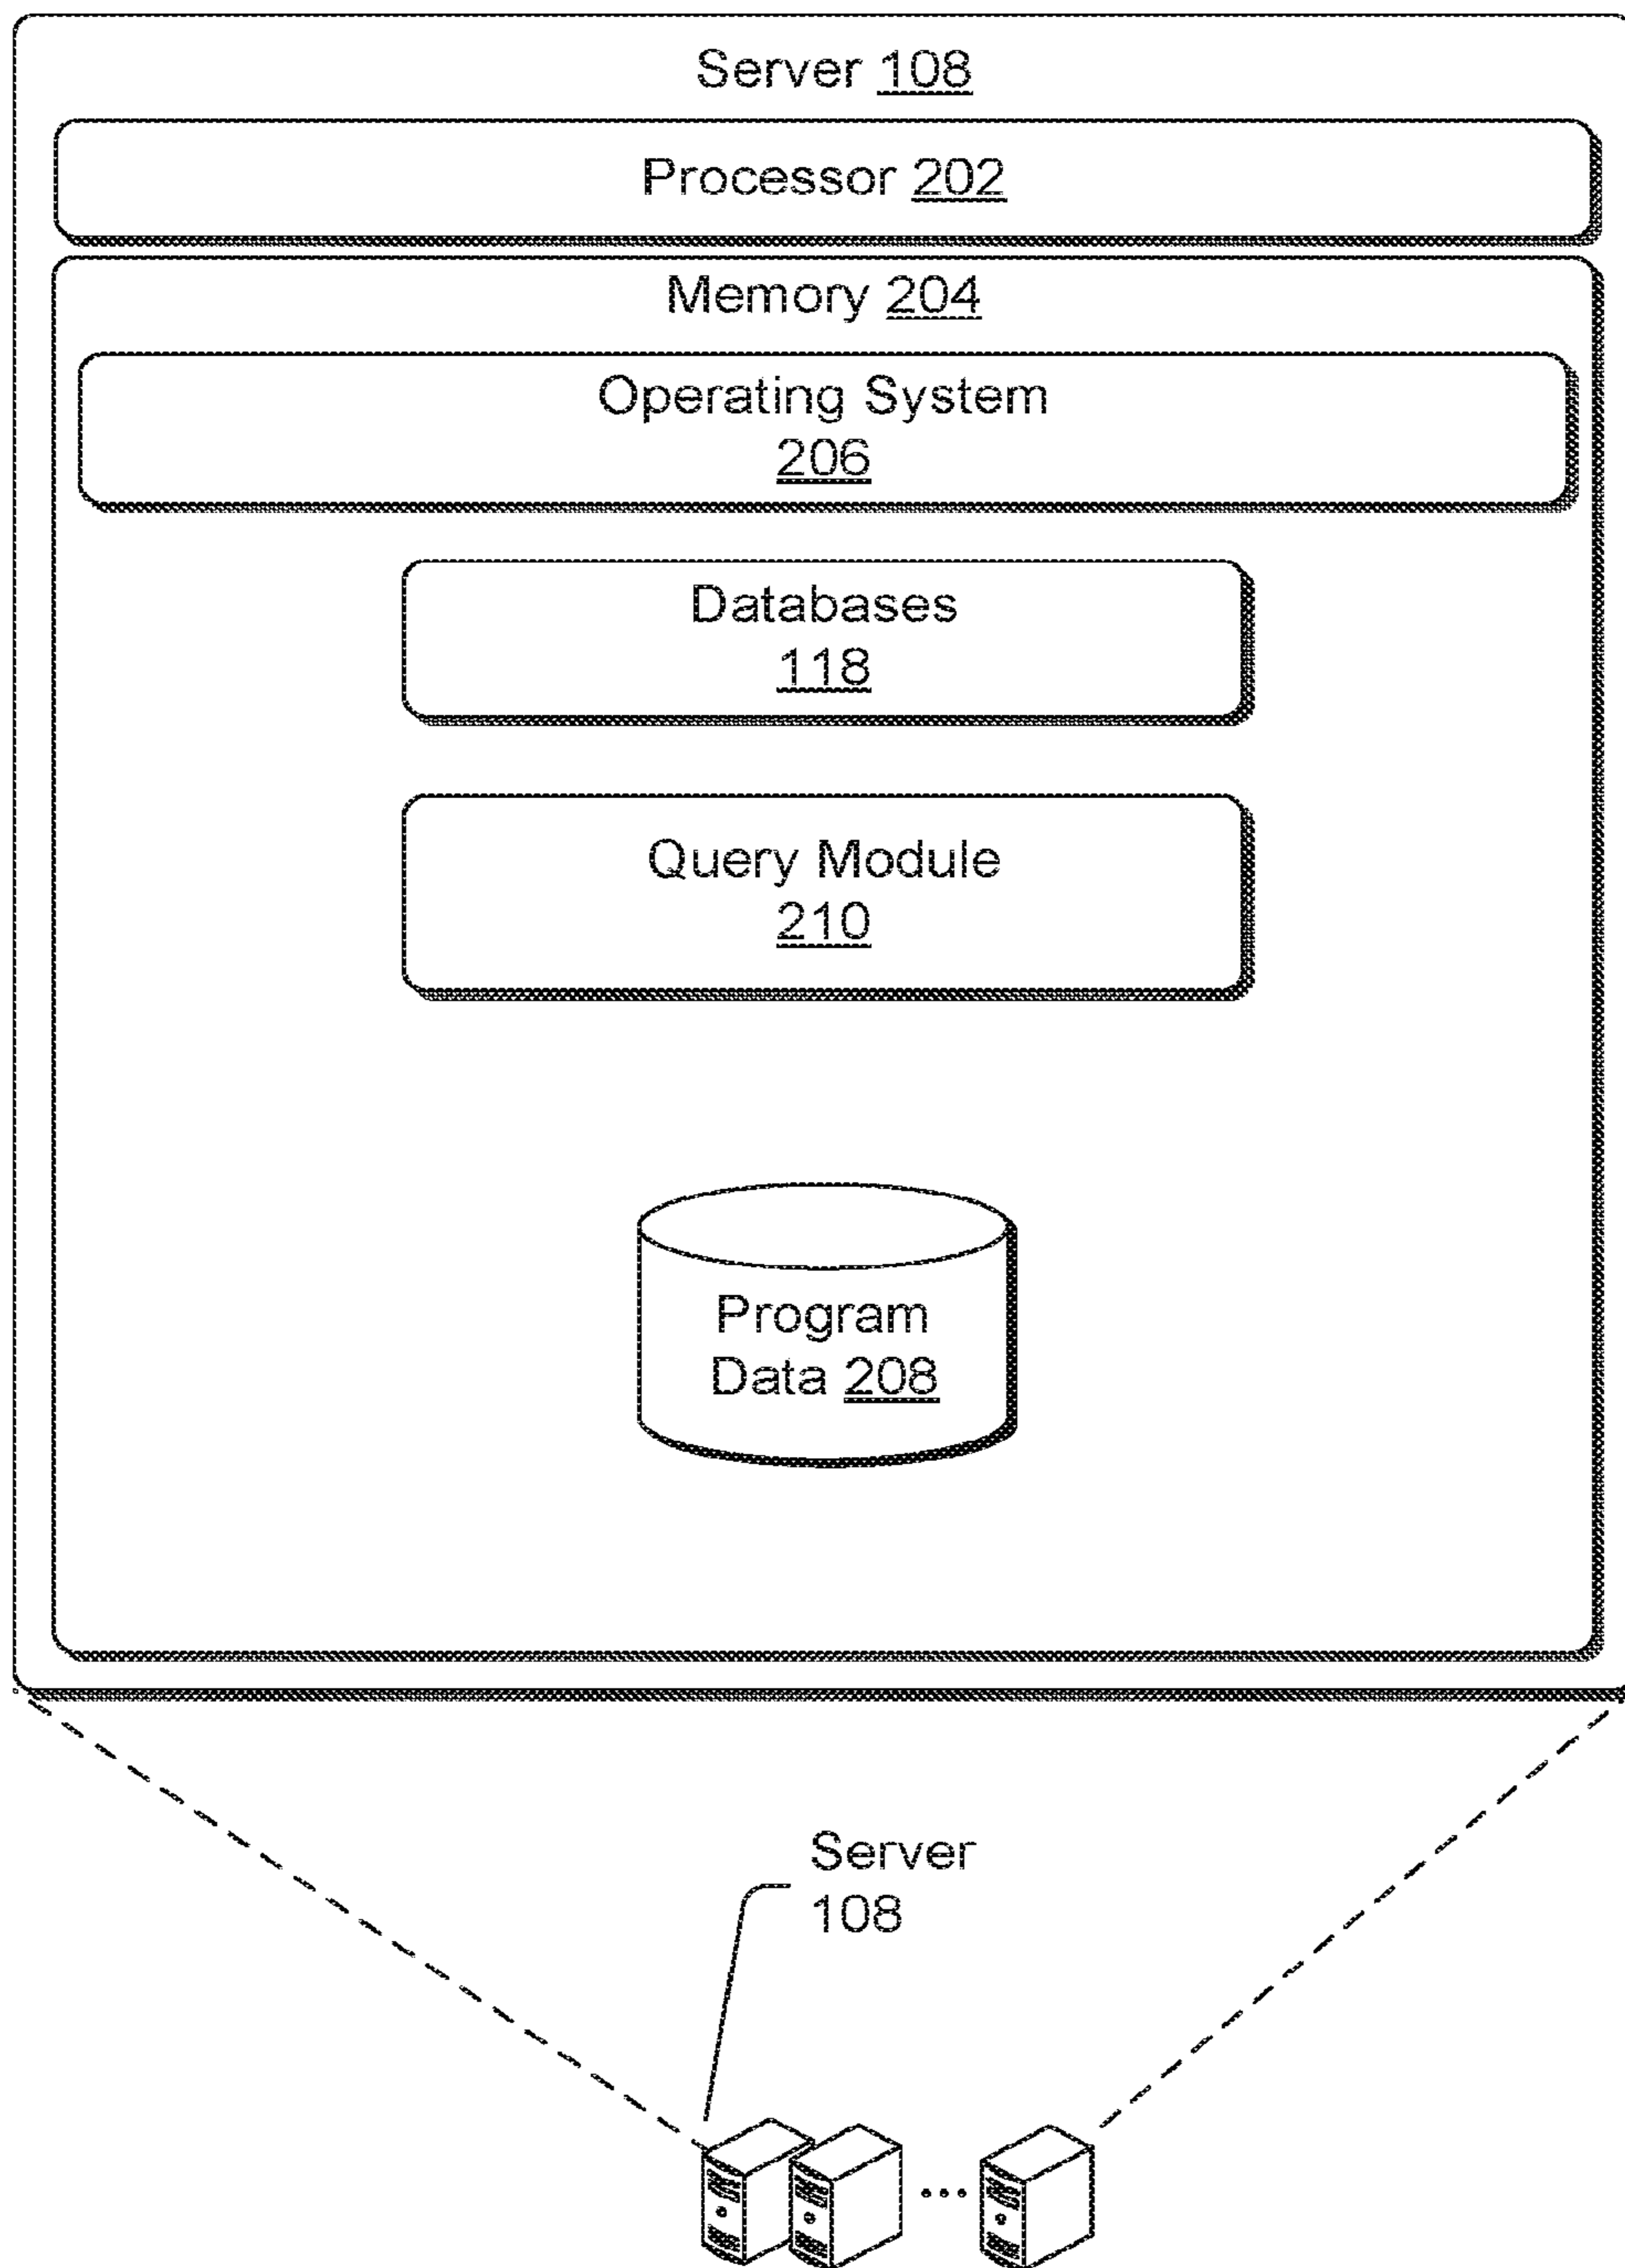 Server 108
Processor 202
Memory 204
Operating System
206
Databases
118
Query Module
210
Program
Data 208
Server
108